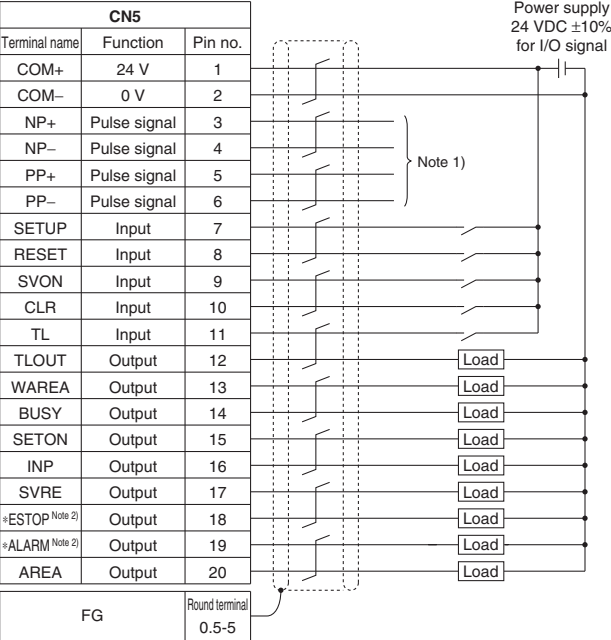 CN5
Power supply
24 VDC ±10%
for I/O signal
Terminal name Function Pin no.
COM+ 24 V 1
COM– 0 V 2
NP+ Pulse signal 3
NP– Pulse signal 4
PP+ Pulse signal 5
PP– Pulse signal 6
Note 1)
SETUP Input 7
RESET Input 8
SVON Input 9
CLR Input 10
TL Input 11
TLOUT Output 12 Load
WAREA Output 13 Load
BUSY Output 14 Load
SETON Output 15 Load
INP Output 16 Load
SVRE Output 17 Load
*ESTOP Note 2) Output 18 Load
*ALARM Note 2) Output 19 Load
AREA Output 20 Load
FG Round terminal
0.5-5